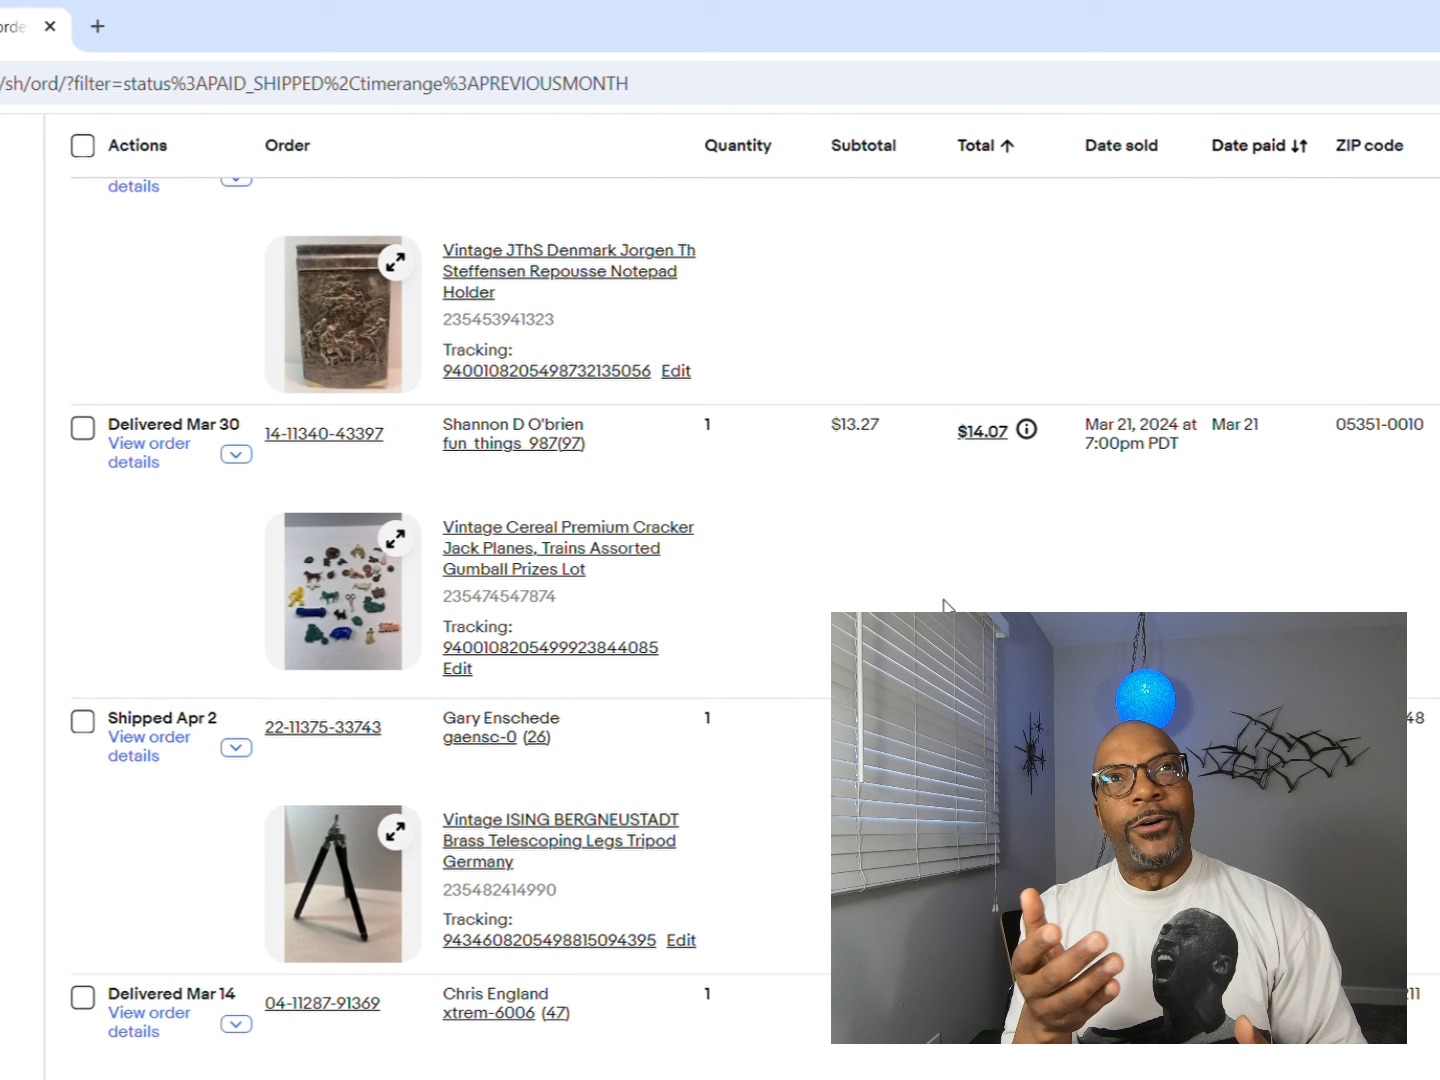 orde
/sh/ord/?filter=status%3APAID_SHIPPED%2Ctimerange%3APREVIOUSMONTH
Actions Order Quantity Subtotal Total Date sold Date paid ZIP code
details
Vintage JThS Denmark Jorgen Th
Steffensen Repousse Notepad
Holder
235453941323
Tracking:
9400108205498732135056 Edit
Delivered Mar 30 14-11340-43397 Shannon D O'brien 1 $13.27 $14.07 Mar 21, 2024 at Mar 21 05351-0010
View order fun_things_987(97) 7:00pm PDT
details
Vintage Cereal Premium Cracker
Jack Planes, Trains Assorted
Gumball Prizes Lot
235474547874
Tracking:
9400108205499923844085
Edit
Shipped Apr 2 22-11375-33743 Gary Enschede 1 48
View order gaensc-0 (26)
details
Vintage ISING BERGNEUSTADT
Brass Telescoping Legs Tripod
Germany
235482414990
Tracking:
9434608205498815094395 Edit
Delivered Mar 14 04-11287-91369 Chris England 1 211
View order xtrem-6006 (47)
details